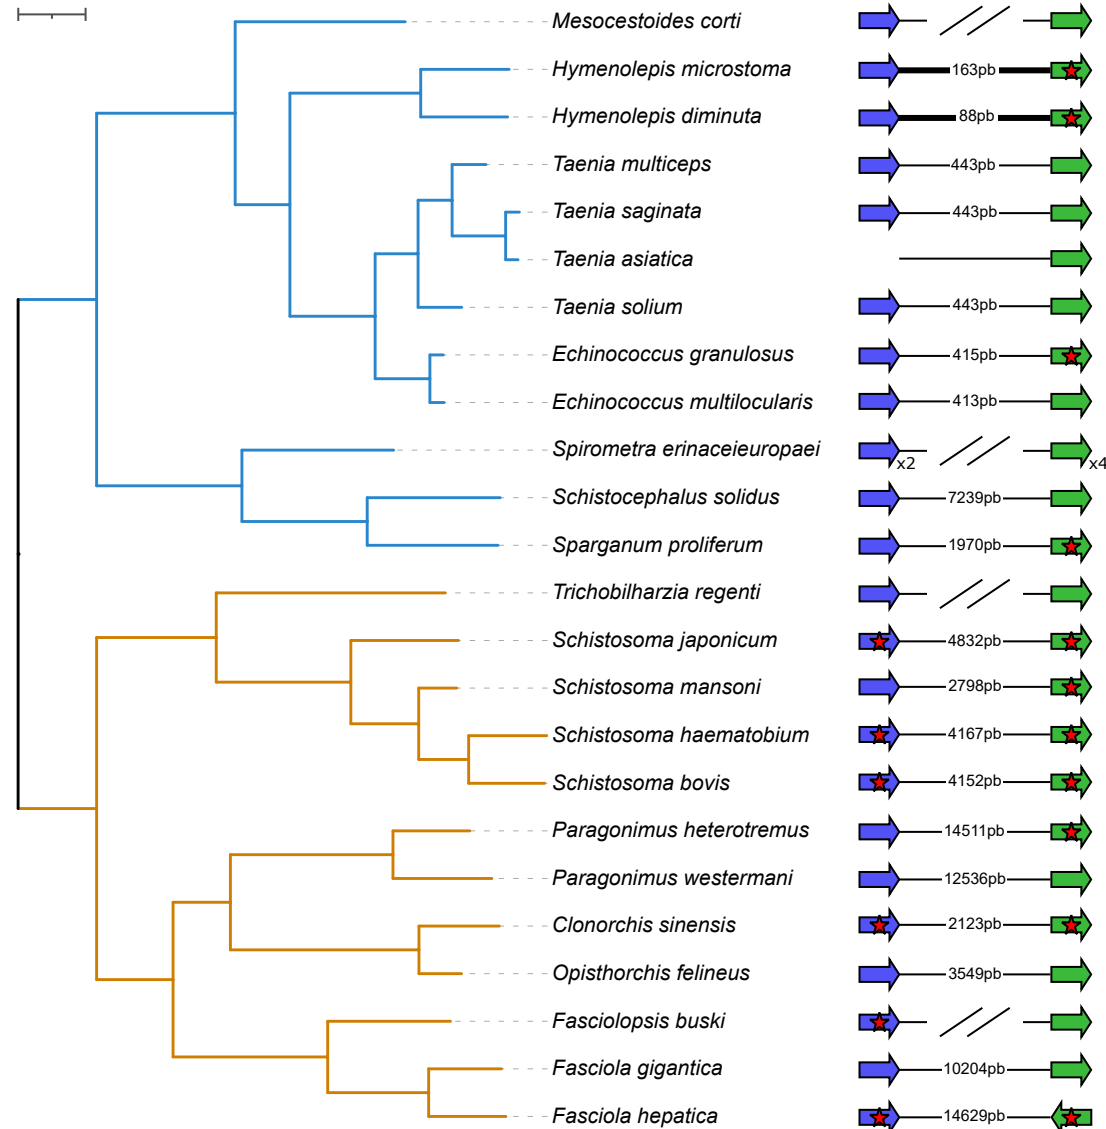 Mesocestoides corti
Hymenolepis microstoma 163pb
Hymenolepis diminuta 88pb
Taenia multiceps 443pb
Taenia saginata 443pb
Taenia asiatica
Taenia solium 443pb
Echinococcus granulosus 415pb
Echinococcus multilocularis 413pb
Spirometra erinaceieuropaei x2 x4
Schistocephalus solidus 7239pb
Sparganum proliferum 1970pb
Trichobilharzia regenti
Schistosoma japonicum 4832pb
Schistosoma mansoni 2798pb
Schistosoma haematobium 4167pb
Schistosoma bovis 4152pb
Paragonimus heterotremus 14511pb
Paragonimus westermani 12536pb
Clonorchis sinensis 2123pb
Opisthorchis felineus 3549pb
Fasciolopsis buski
Fasciola gigantica 10204pb
Fasciola hepatica 14629pb